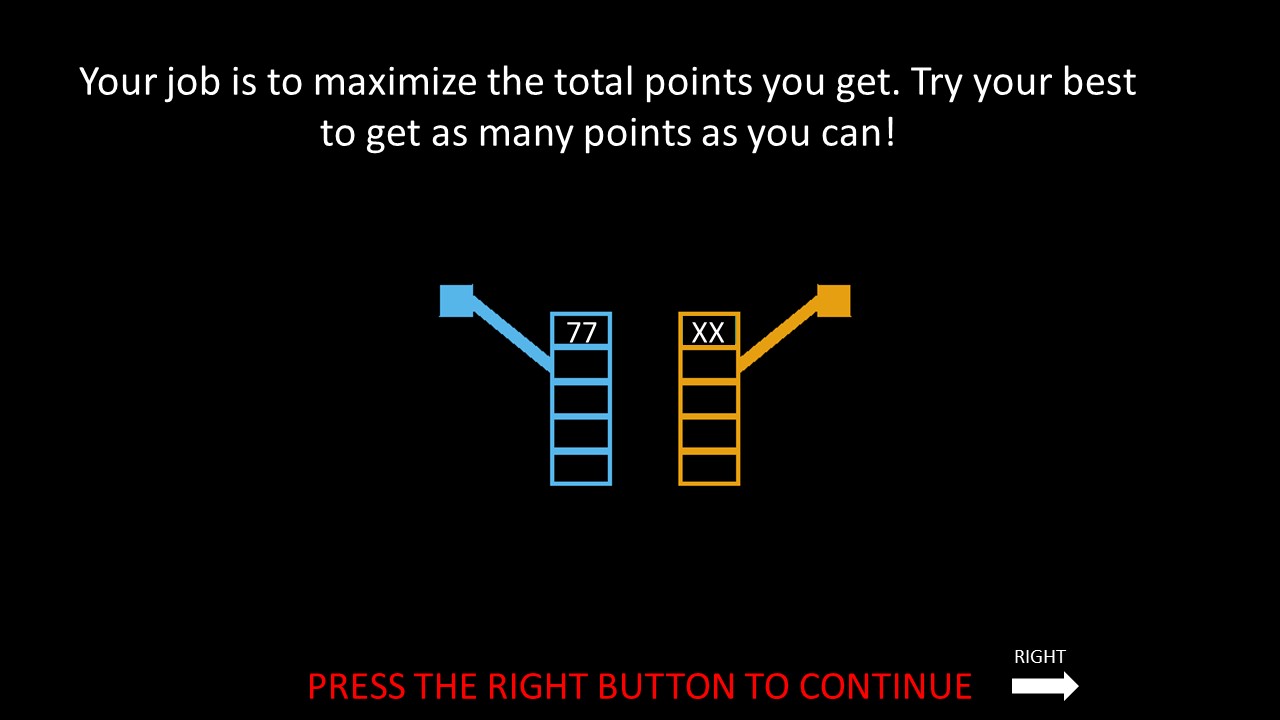 Your job is to maximize the total points you get. Try your best
to get as many points as you can!
77 XX
RIGHT
PRESS THE RIGHT BUTTON TO CONTINUE